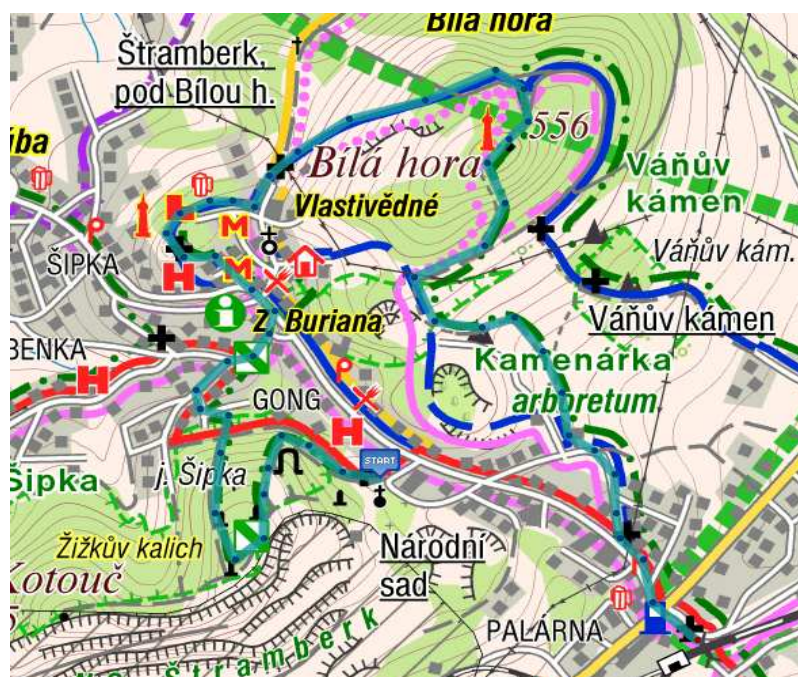 Bílá hora
Štramberk,
pod Bílou h.
556
Bílá hora
Váňův
kámen
Vlastivědné
Váňův kám.
ŠIPKA
Z. Buriana
Váňův kámen
BENKA
Kamenárka
arboretum
GONG
START
j. Šipka
Šipka
Národní
sad
Žižkův kalich
Kotouč
Štramberk
PALÁRNA